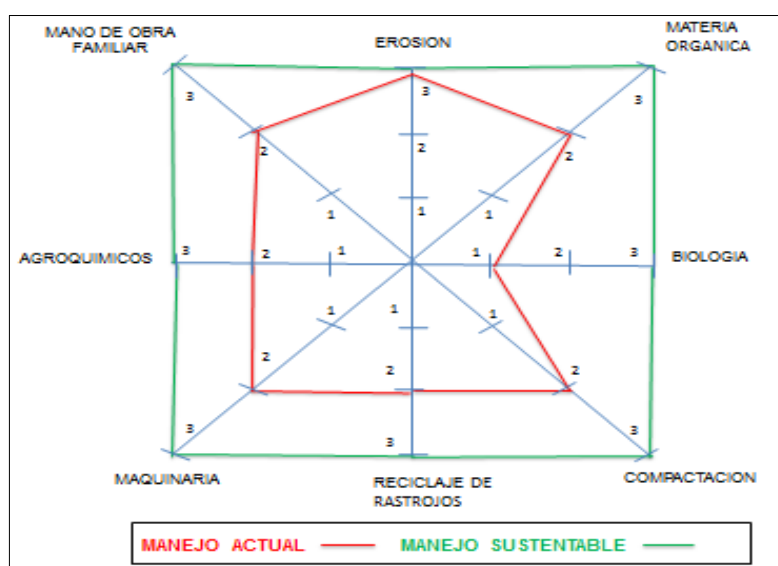 MANO DE OBRA
FAMILIAR
EROSION
MATERIA
ORGANICA
3
3
3
2
2
2
1
1
1
AGROQUIMICOS
3
2
1
1
2
3
BIOLOGIA
1
1
1
2
2
2
3
3
3
MAQUINARIA
RECICLAJE DE
RASTROJOS
COMPACTACION
MANEJO ACTUAL
MANEJO SUSTENTABLE